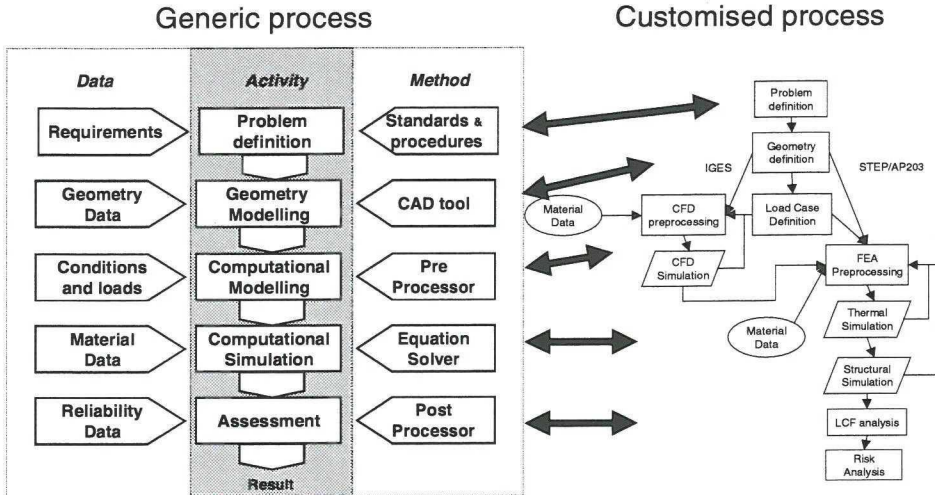 Generic process
Customised process
Data
Activity
Method
Requirements
Problem
definition
Standards &
procedures
Geometry
Data
Geometry
Modelling
CAD tool
Conditions
and loads
Computational
Modelling
Pre
Processor
Material
Data
Computational
Simulation
Equation
Solver
Reliability
Data
Assessment
Post
Processor
Result
Problem
definition
Geometry
definition
IGES
STEP/AP203
Material
Data
CFD
preprocessing
Load Case
Definition
CFD
Simulation
FEA
Preprocessing
Material
Data
Thermal
Simulation
Structural
Simulation
LCF analysis
Risk
Analysis